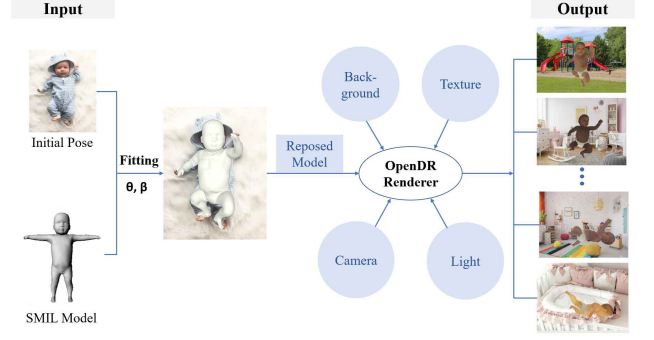 Input
Output
Initial Pose
SMIL Model
Fitting
θ, β
Reposed
Model
Back-
ground
Texture
OpenDR
Renderer
Camera
Light